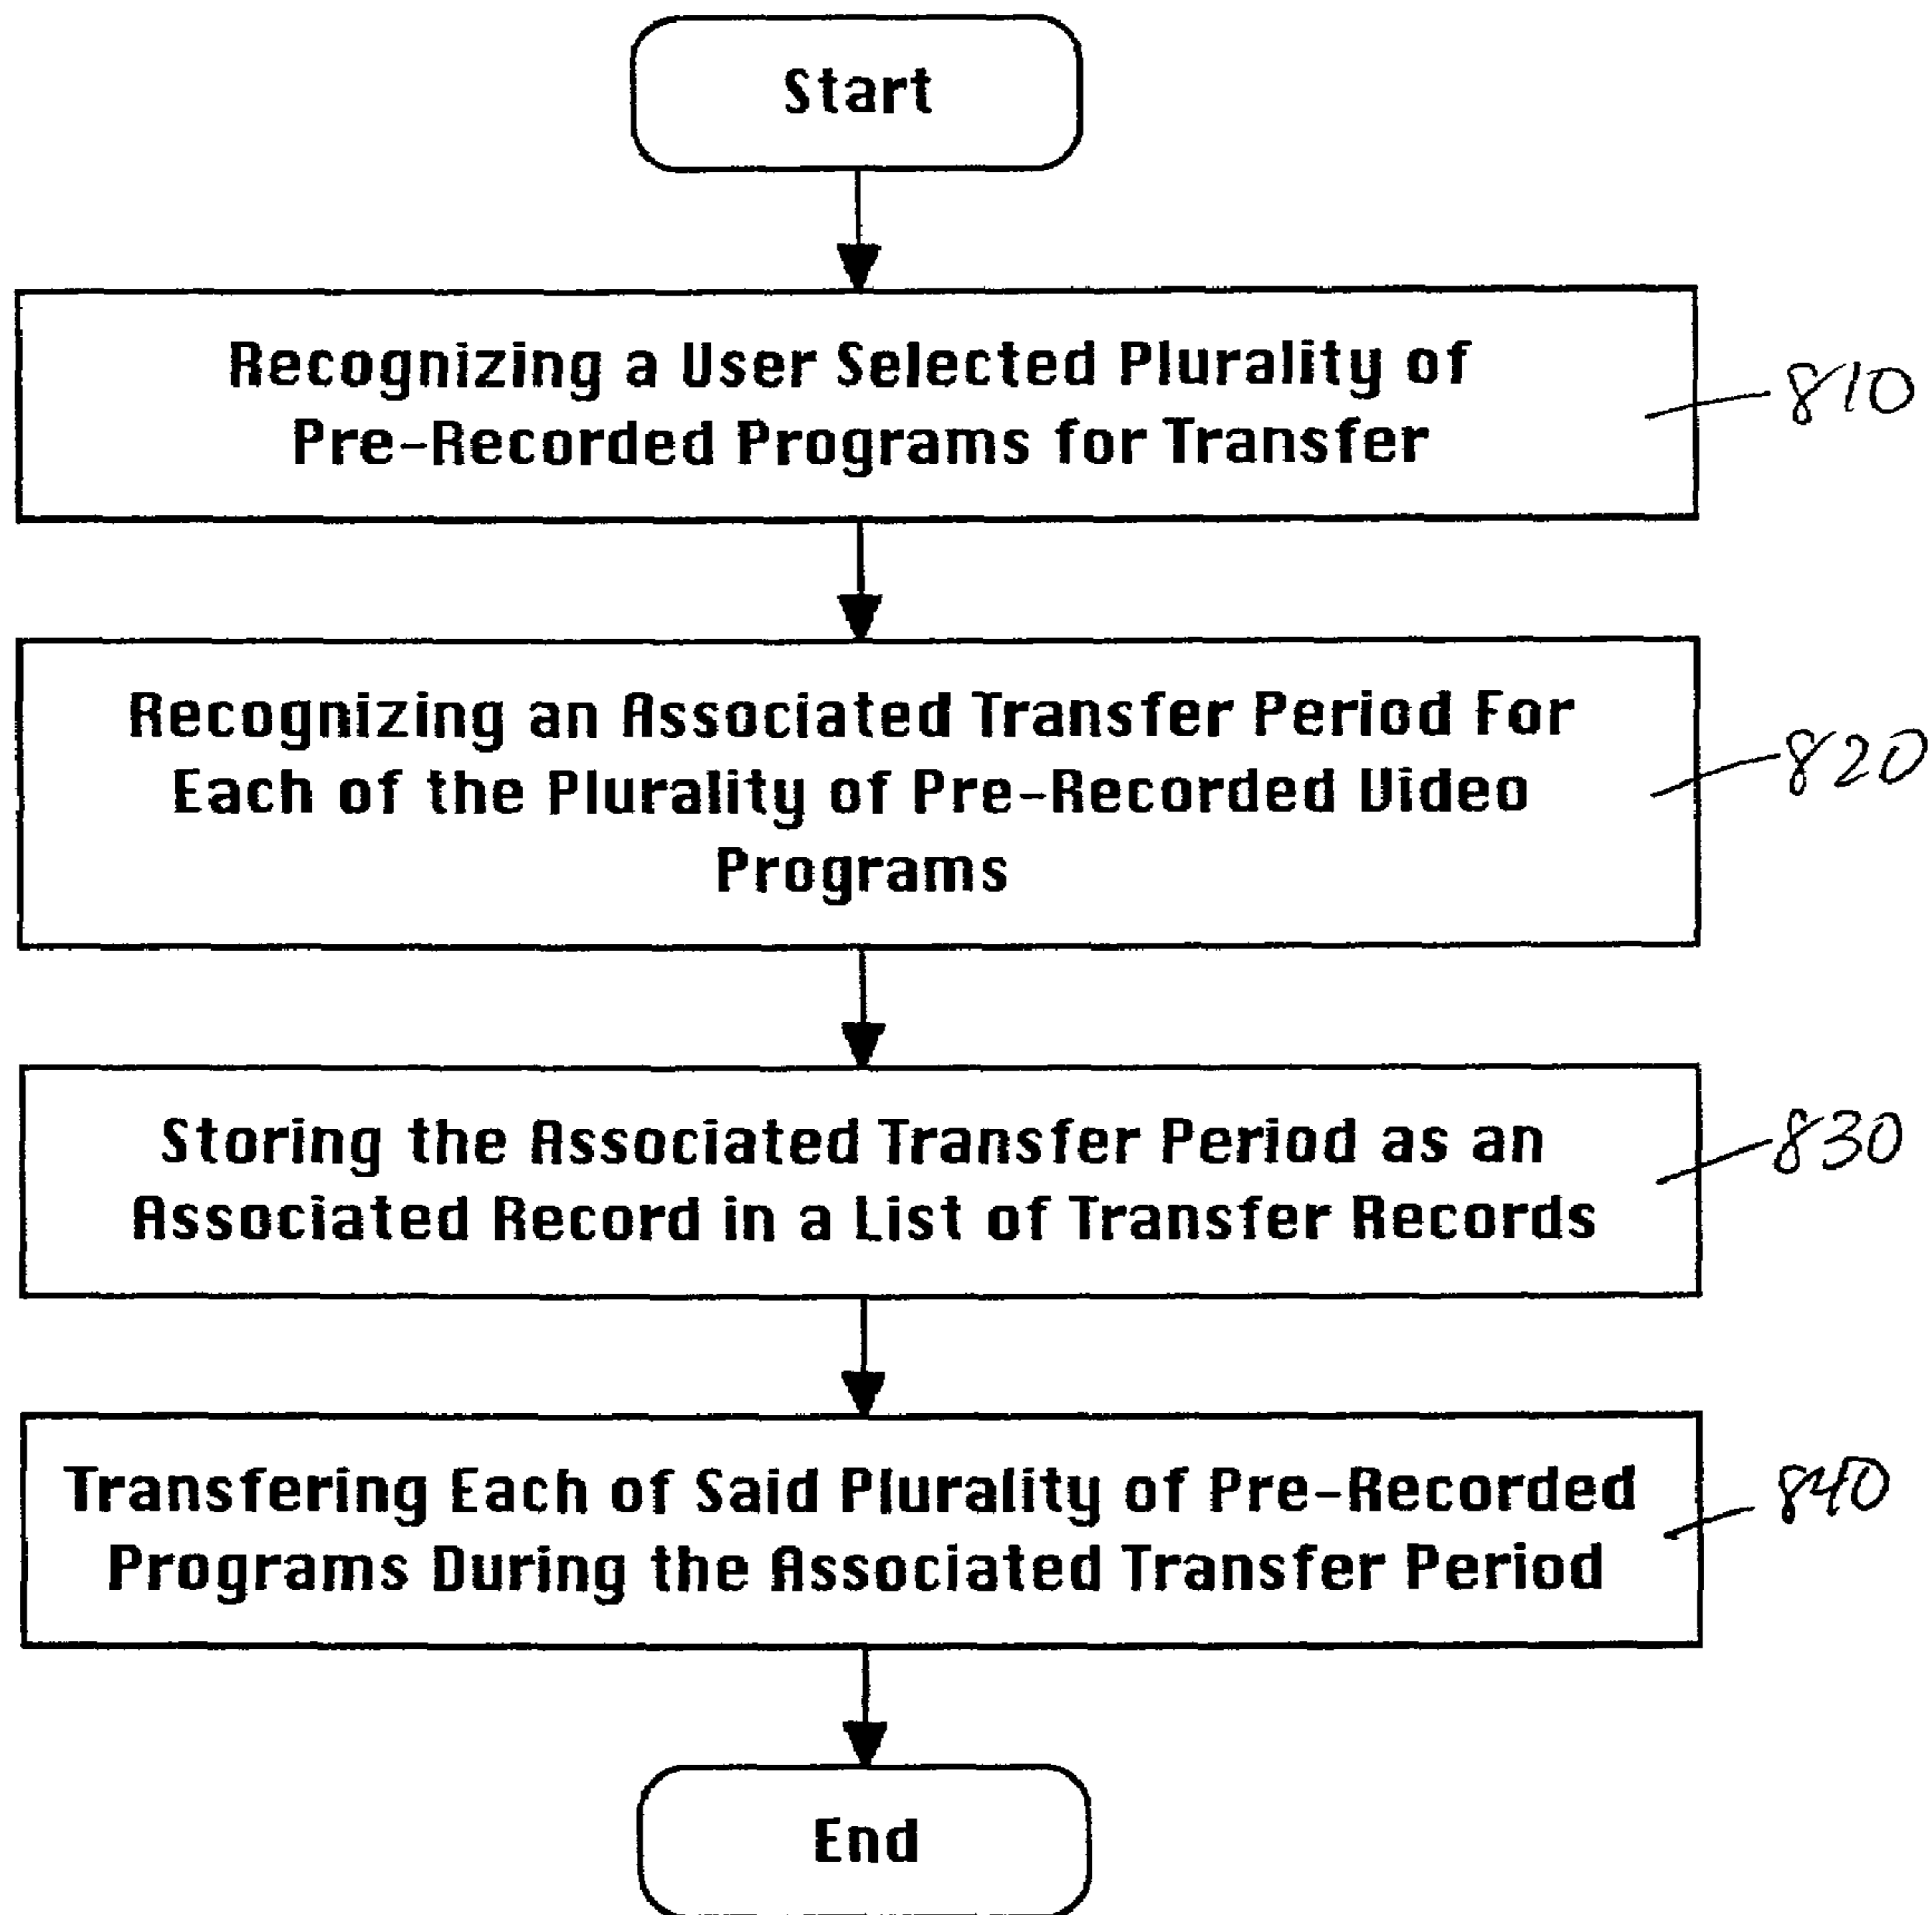 Start
Recognizing a User Selected Plurality of
Pre-Recorded Programs for Transfer
810
Recognizing an Associated Transfer Period For
Each of the Plurality of Pre-Recorded Video
Programs
820
Storing the Associated Transfer Period as an
Associated Record in a List of Transfer Records
830
Transfering Each of Said Plurality of Pre-Recorded
Programs During the Associated Transfer Period
840
End